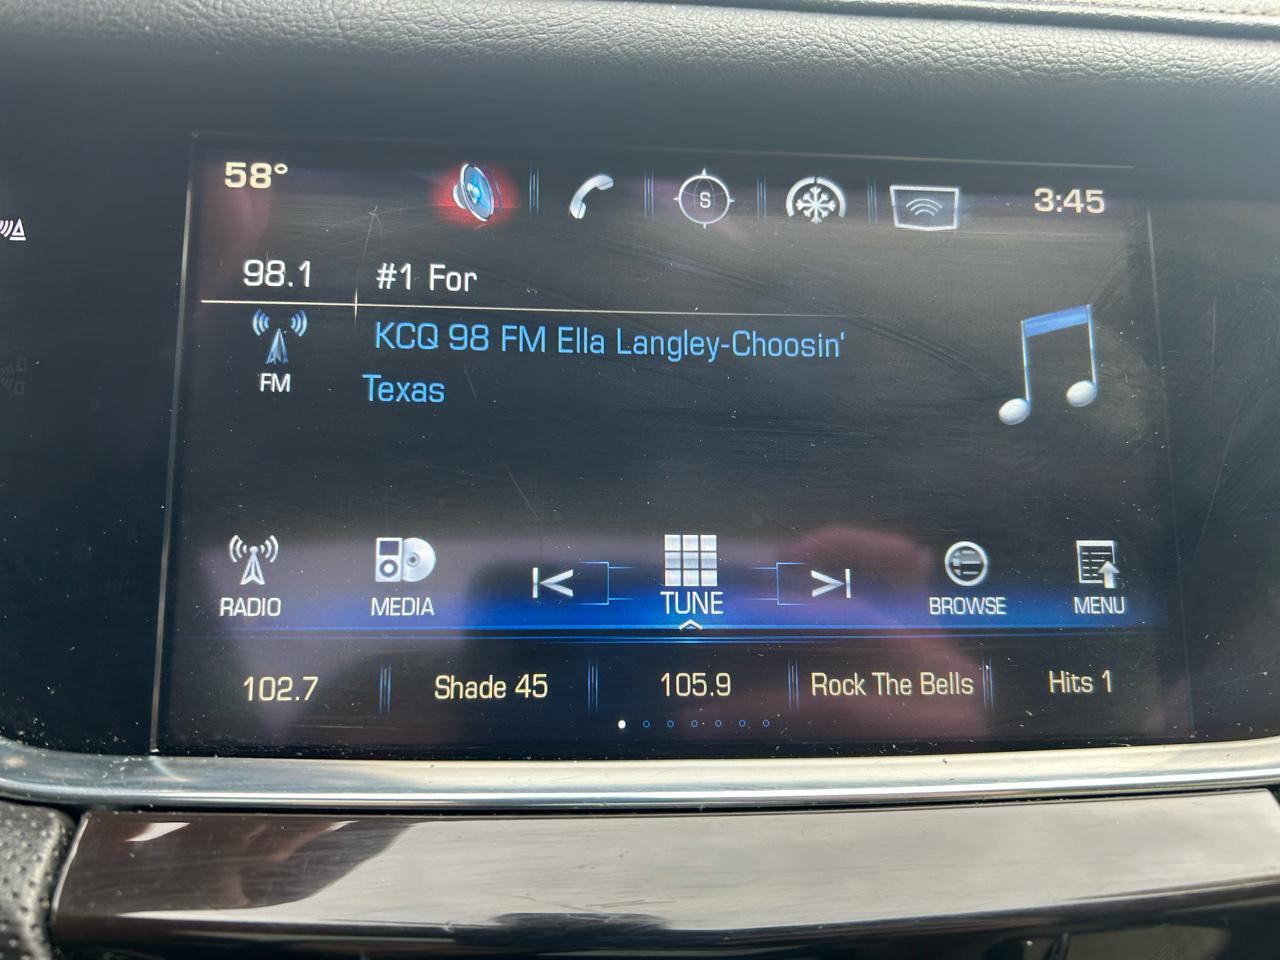 58°
S
3:45
98.1
#1 For
KCQ 98 FM Ella Langley-Choosin'
Texas
FM
RADIO
MEDIA
TUNE
BROWSE
MENU
102.7
Shade 45
105.9
Rock The Bells
Hits 1